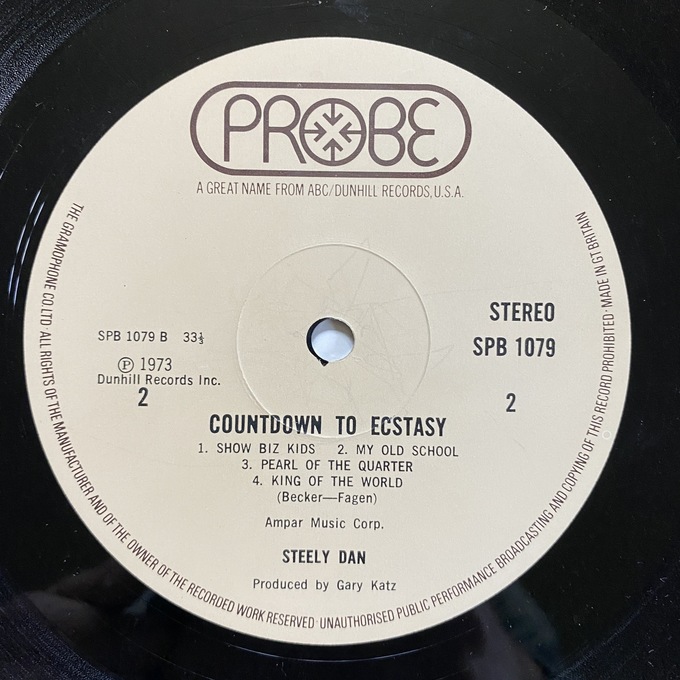 PROBE
A GREAT NAME FROM ABC/DUNHILL RECORDS, U.S.A.
STEREO
SPB 1079
SPB 1079 B 33⅓
Ⓟ 1973
Dunhill Records Inc.
2
2
COUNTDOWN TO ECSTASY
1. SHOW BIZ KIDS 2. MY OLD SCHOOL
3. PEARL OF THE QUARTER
4. KING OF THE WORLD
(Becker—Fagen)
Ampar Music Corp.
STEELY DAN
Produced by Gary Katz
THE GRAMOPHONE CO. LTD · ALL RIGHTS OF THE MANUFACTURER AND OF THE OWNER OF THE RECORDED WORK RESERVED · UNAUTHORISED PUBLIC PERFORMANCE BROADCASTING AND COPYING OF THIS RECORD PROHIBITED · MADE IN GT BRITAIN